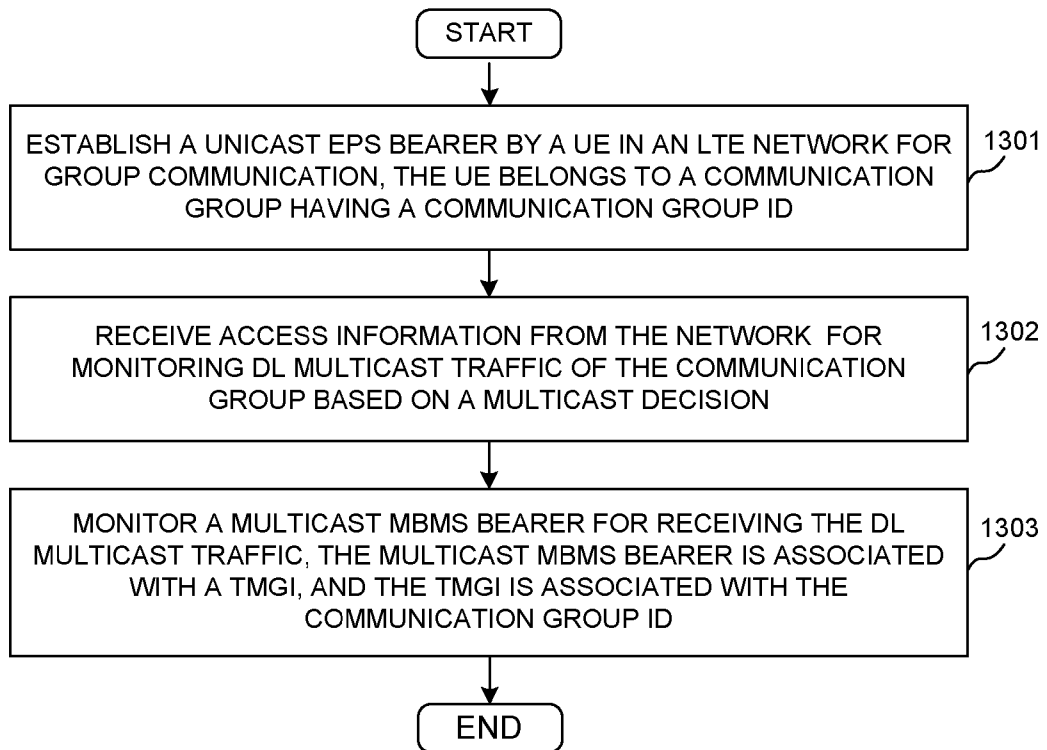 START
ESTABLISH A UNICAST EPS BEARER BY A UE IN AN LTE NETWORK FOR
GROUP COMMUNICATION, THE UE BELONGS TO A COMMUNICATION
GROUP HAVING A COMMUNICATION GROUP ID
1301
RECEIVE ACCESS INFORMATION FROM THE NETWORK FOR
MONITORING DL MULTICAST TRAFFIC OF THE COMMUNICATION
GROUP BASED ON A MULTICAST DECISION
1302
MONITOR A MULTICAST MBMS BEARER FOR RECEIVING THE DL
MULTICAST TRAFFIC, THE MULTICAST MBMS BEARER IS ASSOCIATED
WITH A TMGI, AND THE TMGI IS ASSOCIATED WITH THE
COMMUNICATION GROUP ID
1303
END